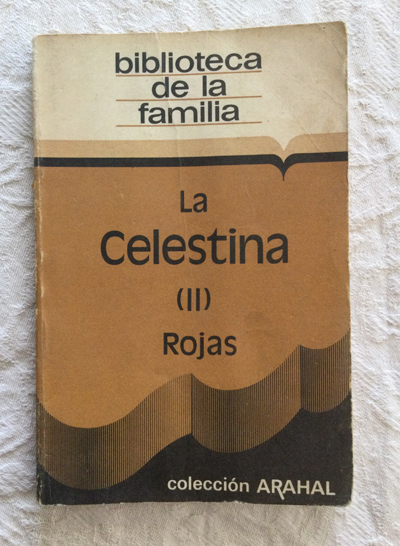 biblioteca
de la
familia
La
Celestina
(II)
Rojas
colección ARAHAL